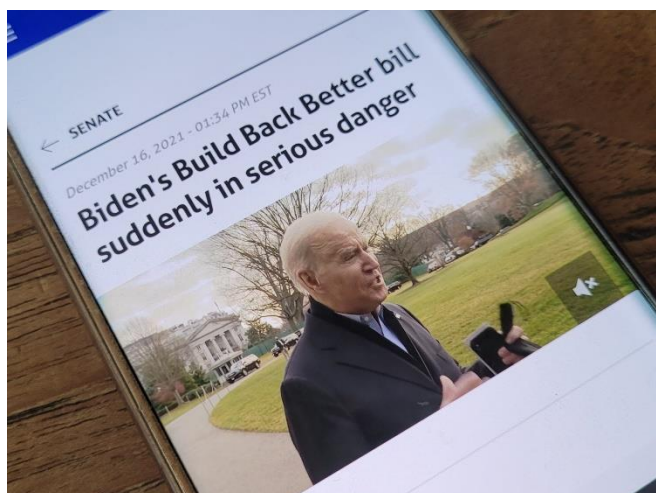 ← SENATE
December 16, 2021 - 01:34 PM EST
Biden's Build Back Better bill
suddenly in serious danger